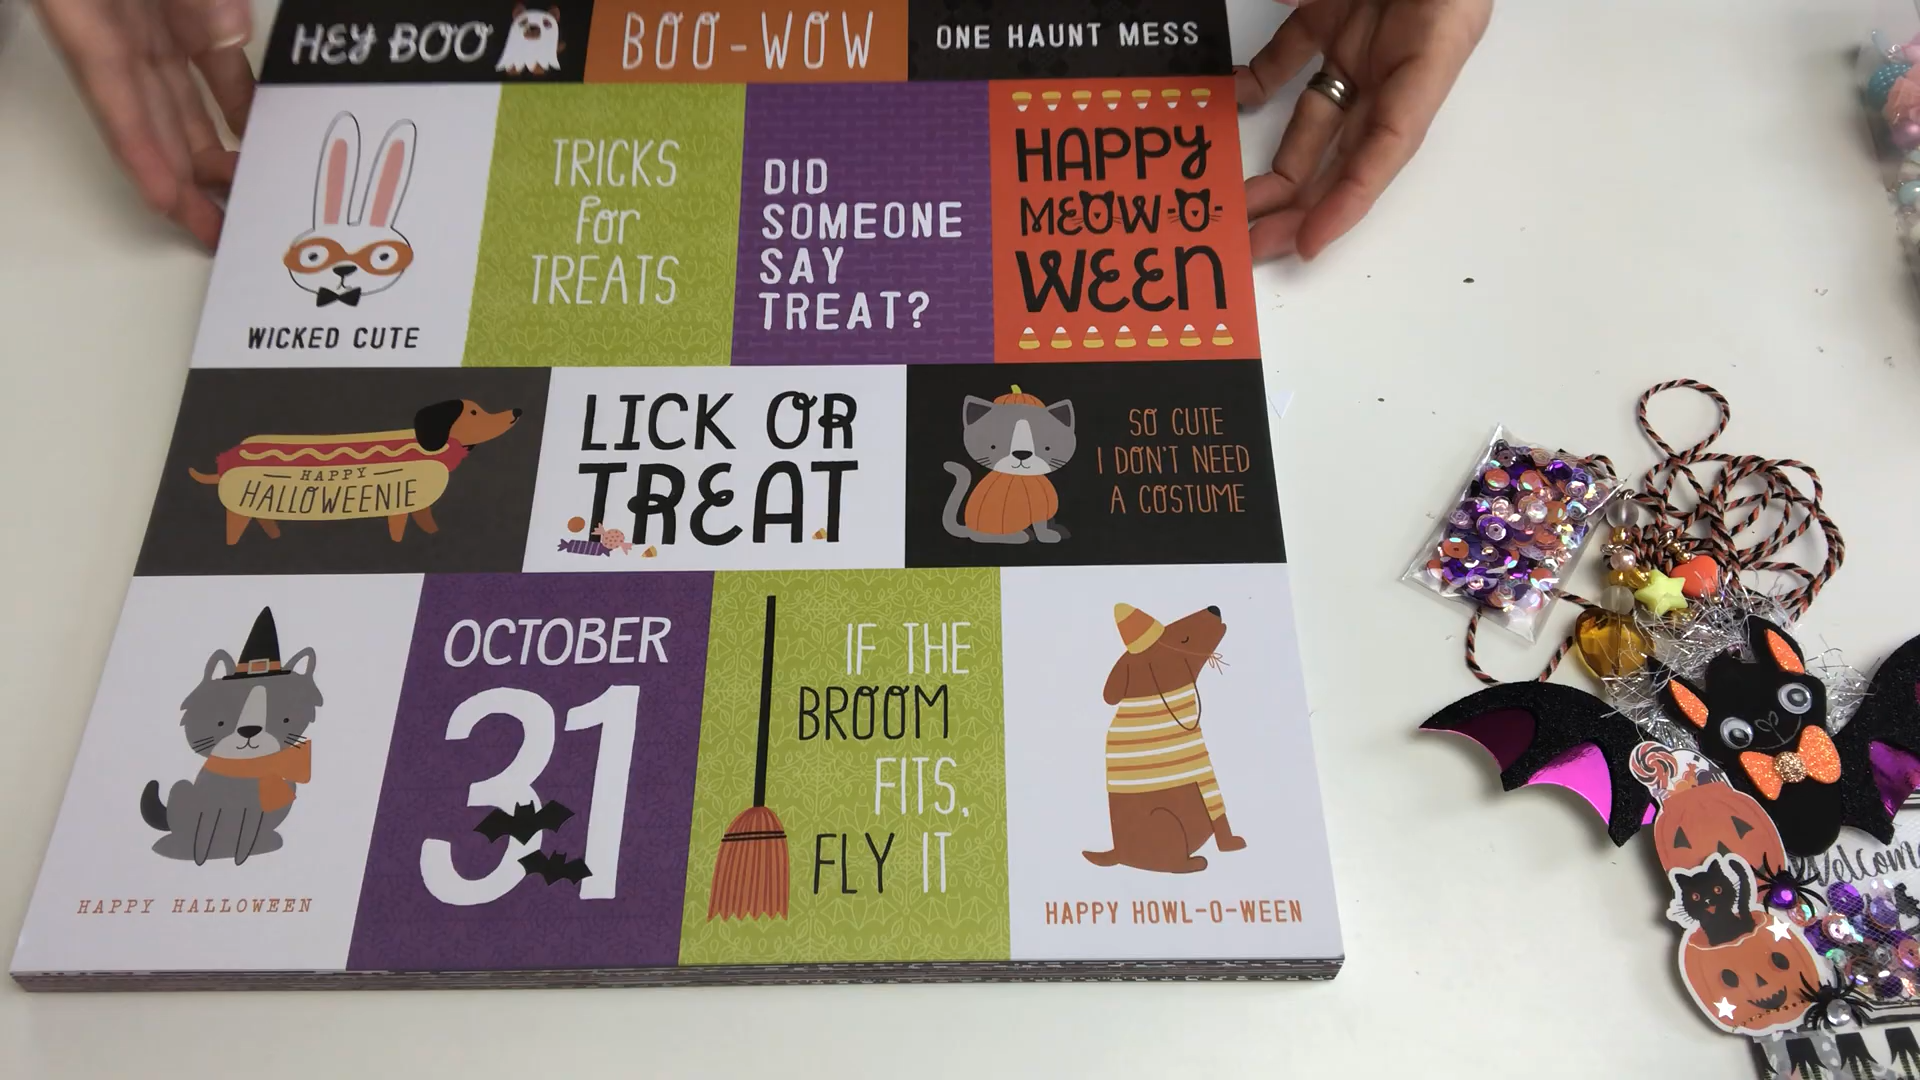 HEY BOO
BOO-WOW
ONE HAUNT MESS
WICKED CUTE
TRICKS
for
TREATS
DID
SOMEONE
SAY
TREAT?
HAPPY
MEOW-O-
WEEN
HAPPY
HALLOWEENIE
LICK OR
TREAT
SO CUTE
I DON'T NEED
A COSTUME
HAPPY HALLOWEEN
OCTOBER
31
IF THE
BROOM
FITS,
FLY IT
HAPPY HOWL-O-WEEN
Welcome